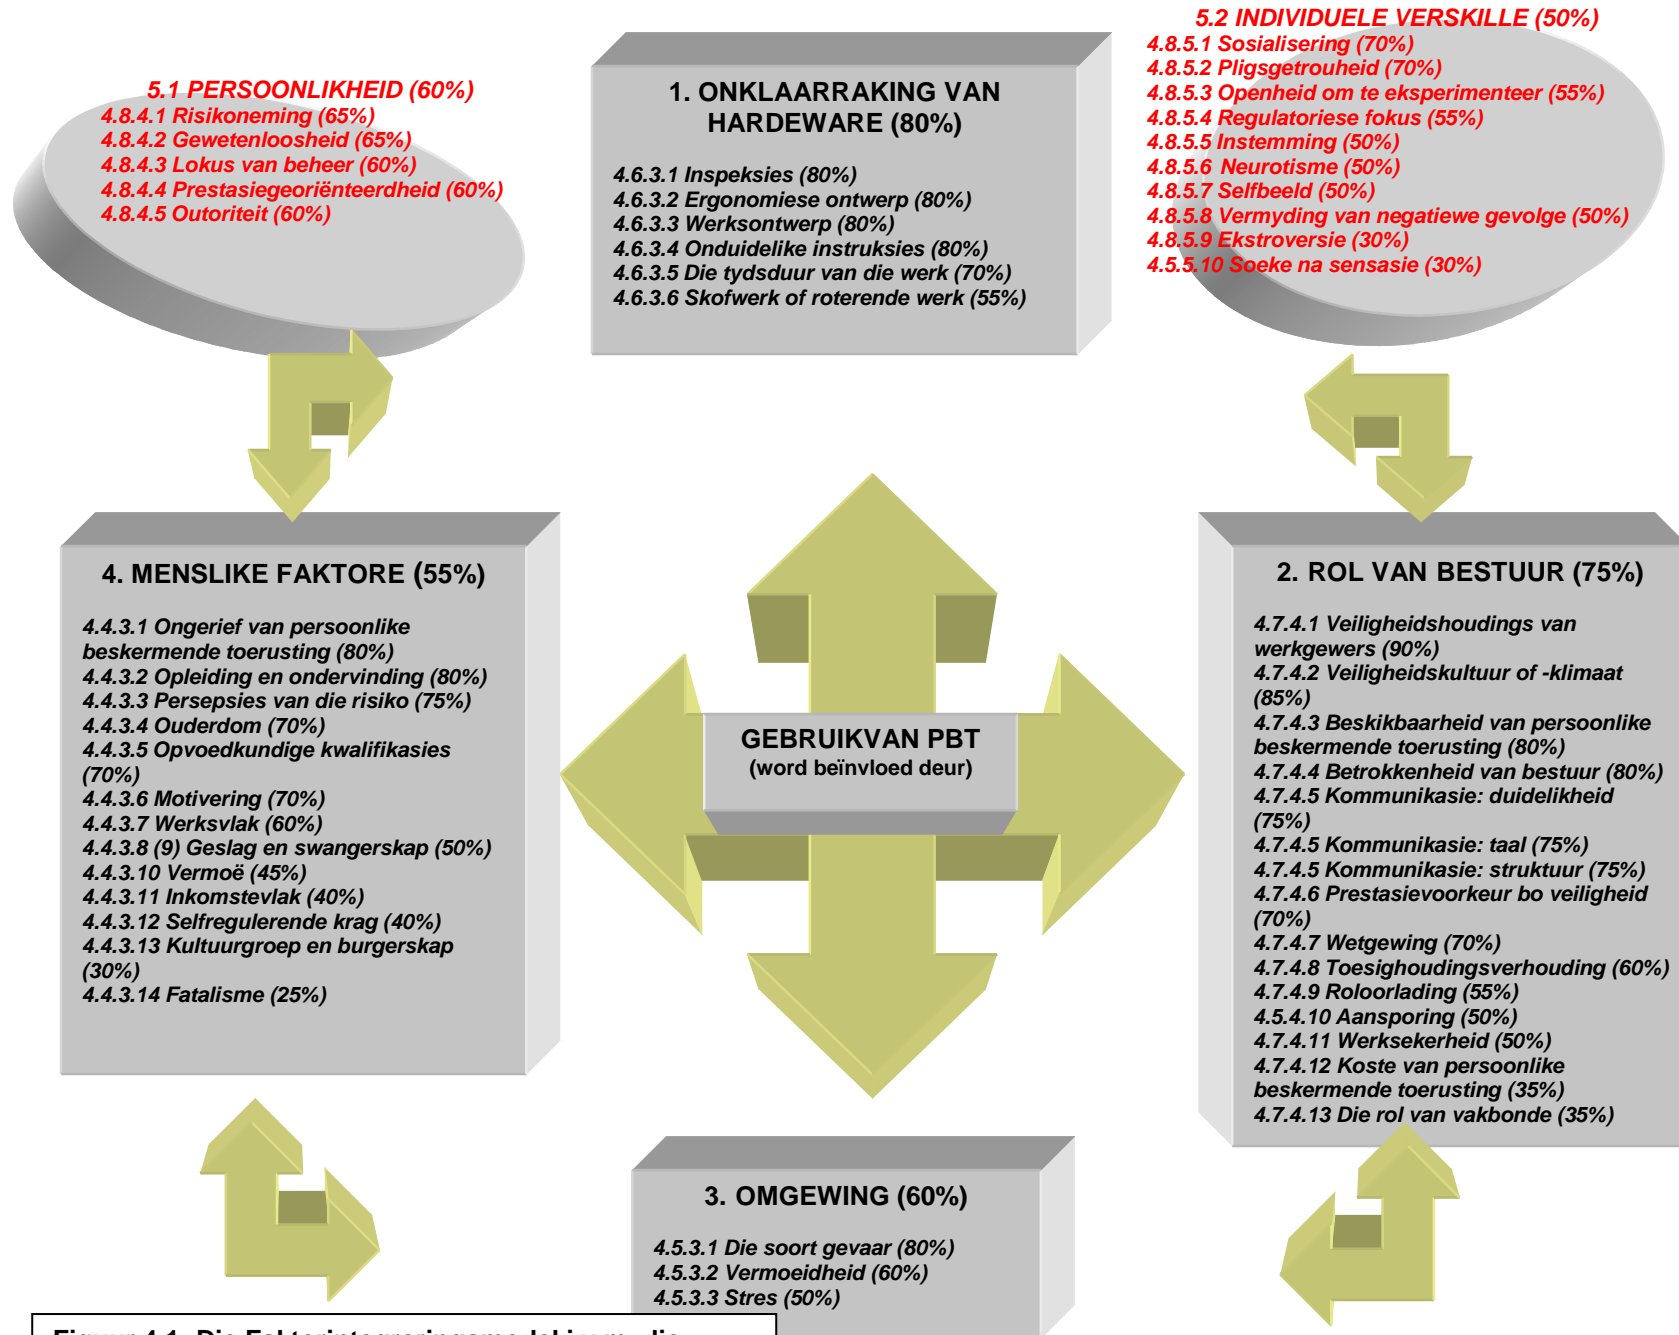 5.1 PERSOONLIKHEID (60%)
4.8.4.1 Risikoneming (65%)
4.8.4.2 Gewetenloosheid (65%)
4.8.4.3 Lokus van beheer (60%)
4.8.4.4 Prestasiegeoriënteerdheid (60%)
4.8.4.5 Outoriteit (60%)
1. ONKLAARRAKING VAN
HARDEWARE (80%)
4.6.3.1 Inspeksies (80%)
4.6.3.2 Ergonomiese ontwerp (80%)
4.6.3.3 Werksontwerp (80%)
4.6.3.4 Onduidelike instruksies (80%)
4.6.3.5 Die tydsduur van die werk (70%)
4.6.3.6 Skofwerk of roterende werk (55%)
5.2 INDIVIDUELE VERSKILLE (50%)
4.8.5.1 Sosialisering (70%)
4.8.5.2 Pligsgetrouheid (70%)
4.8.5.3 Openheid om te eksperimenteer (55%)
4.8.5.4 Regulatoriese fokus (55%)
4.8.5.5 Instemming (50%)
4.8.5.6 Neurotisme (50%)
4.8.5.7 Selfbeeld (50%)
4.8.5.8 Vermyding van negatiewe gevolge (50%)
4.8.5.9 Ekstroversie (30%)
4.5.5.10 Soeke na sensasie (30%)
4. MENSLIKE FAKTORE (55%)
4.4.3.1 Ongerief van persoonlike
beskermende toerusting (80%)
4.4.3.2 Opleiding en ondervinding (80%)
4.4.3.3 Persepsies van die risiko (75%)
4.4.3.4 Ouderdom (70%)
4.4.3.5 Opvoedkundige kwalifikasies
(70%)
4.4.3.6 Motivering (70%)
4.4.3.7 Werksvlak (60%)
4.4.3.8 (9) Geslag en swangerskap (50%)
4.4.3.10 Vermoë (45%)
4.4.3.11 Inkomstevlak (40%)
4.4.3.12 Selfregulerende krag (40%)
4.4.3.13 Kultuurgroep en burgerskap
(30%)
4.4.3.14 Fatalisme (25%)
GEBRUIKVAN PBT
(word beïnvloed deur)
2. ROL VAN BESTUUR (75%)
4.7.4.1 Veiligheidshoudings van
werkgewers (90%)
4.7.4.2 Veiligheidskultuur of -klimaat
(85%)
4.7.4.3 Beskikbaarheid van persoonlike
beskermende toerusting (80%)
4.7.4.4 Betrokkenheid van bestuur (80%)
4.7.4.5 Kommunikasie: duidelikheid
(75%)
4.7.4.5 Kommunikasie: taal (75%)
4.7.4.5 Kommunikasie: struktuur (75%)
4.7.4.6 Prestasievoorkeur bo veiligheid
(70%)
4.7.4.7 Wetgewing (70%)
4.7.4.8 Toesighoudingsverhouding (60%)
4.7.4.9 Roloorlading (55%)
4.5.4.10 Aansporing (50%)
4.7.4.11 Werksekerheid (50%)
4.7.4.12 Koste van persoonlike
beskermende toerusting (35%)
4.7.4.13 Die rol van vakbonde (35%)
3. OMGEWING (60%)
4.5.3.1 Die soort gevaar (80%)
4.5.3.2 Vermoeidheid (60%)
4.5.3.3 Stres (50%)
Figuur 4.1 Die Faktorintegreringsmodel i.v.m. die